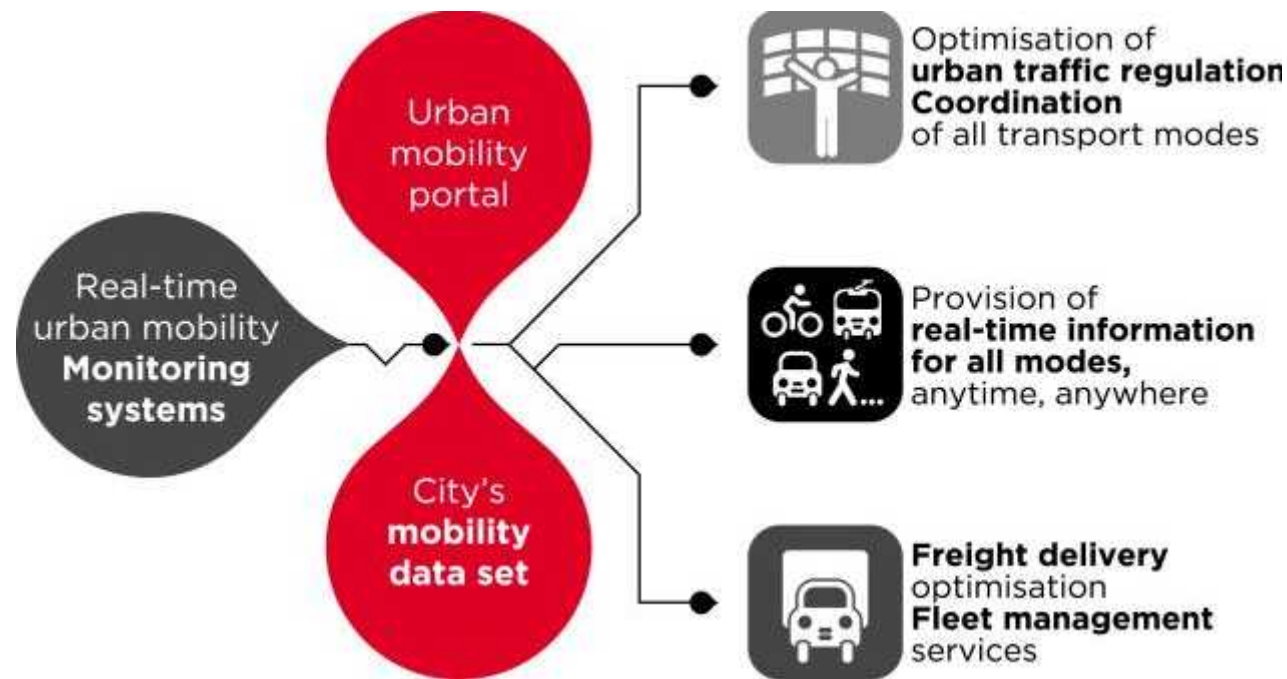 Real-time
urban mobility
Monitoring
systems
Urban
mobility
portal
City's
mobility
data set
Optimisation of
urban traffic regulation
Coordination
of all transport modes
Provision of
real-time information
for all modes,
anytime, anywhere
Freight delivery
optimisation
Fleet management
services